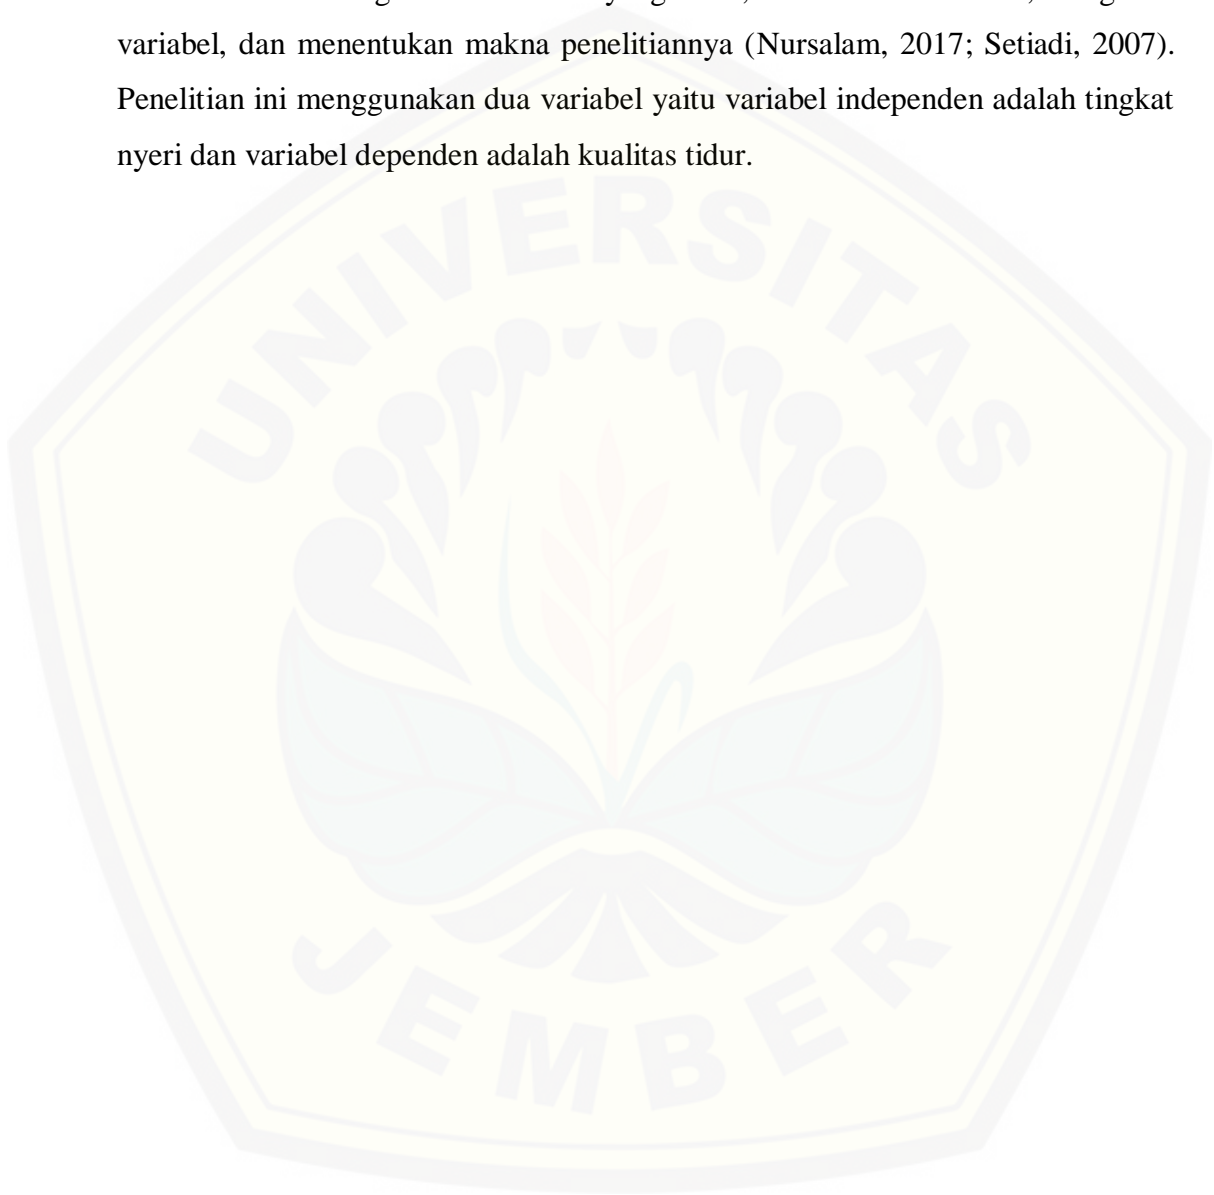 variabel, dan menentukan makna penelitiannya (Nursalam, 2017; Setiadi, 2007).
Penelitian ini menggunakan dua variabel yaitu variabel independen adalah tingkat
nyeri dan variabel dependen adalah kualitas tidur.
UNIVERSITAS
JEMBER